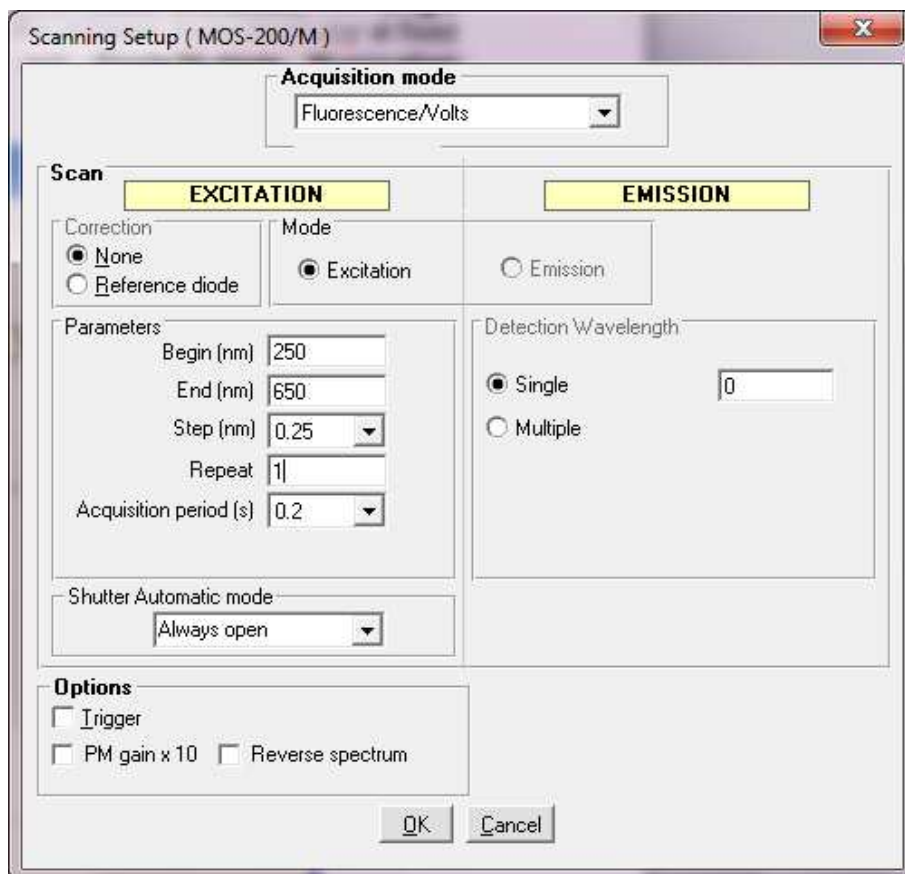 Scanning Setup ( MOS-200/M )
Acquisition mode
Fluorescence/Volts
Scan
EXCITATION
EMISSION
Correction
None
Reference diode
Mode
Excitation
Emission
Parameters
Begin (nm) 250
End (nm) 650
Step (nm) 0.25
Repeat 1
Acquisition period (s) 0.2
Detection Wavelength
Single 0
Multiple
Shutter Automatic mode
Always open
Options
Trigger
PM gain x 10 Reverse spectrum
OK Cancel